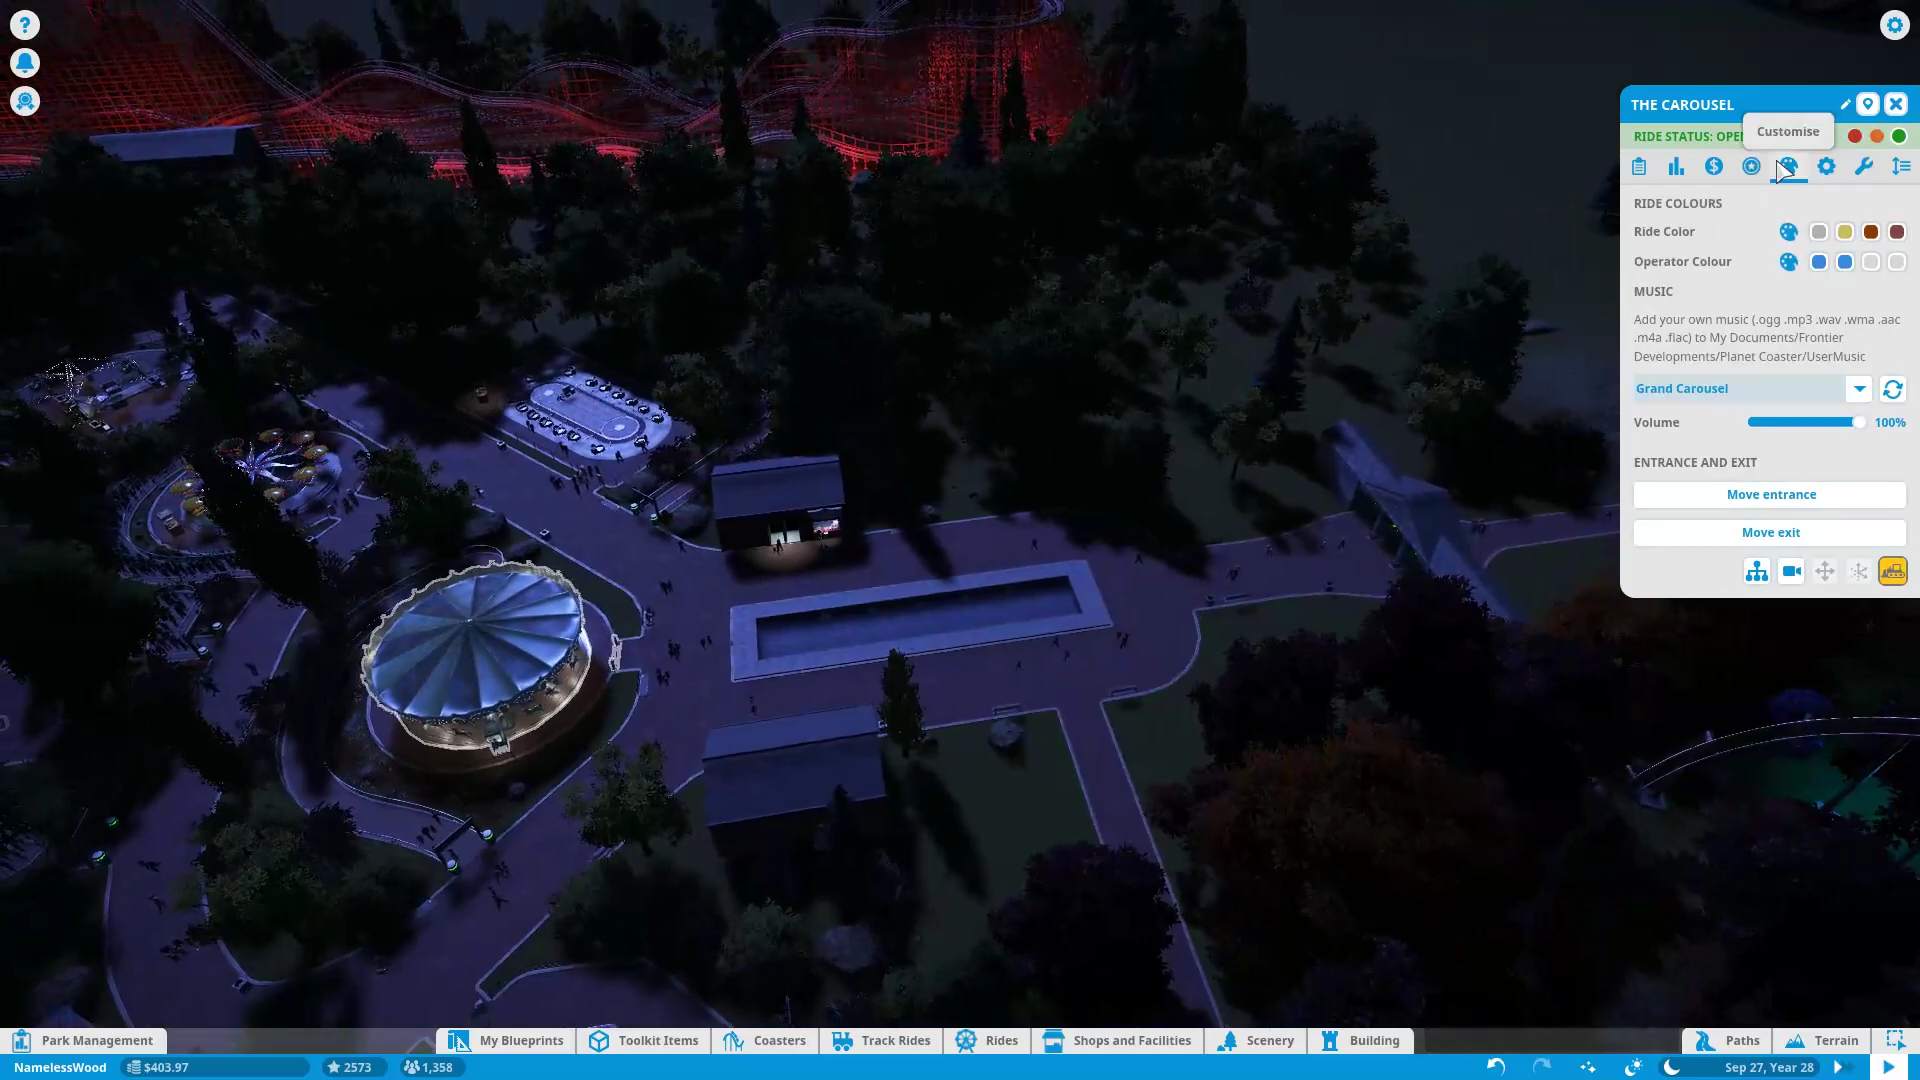 ?
THE CAROUSEL
RIDE STATUS: OPE
Customise
RIDE COLOURS
Ride Color
Operator Colour
MUSIC
Add your own music (.ogg .mp3 .wav .wma .aac
.m4a .flac) to My Documents/Frontier
Developments/Planet Coaster/UserMusic
Grand Carousel
Volume 100%
ENTRANCE AND EXIT
Move entrance
Move exit
Park Management
My Blueprints
Toolkit Items
Coasters
Track Rides
Rides
Shops and Facilities
Scenery
Building
Paths
Terrain
NamelessWood
$403.97
2573
1,358
Sep 27, Year 28